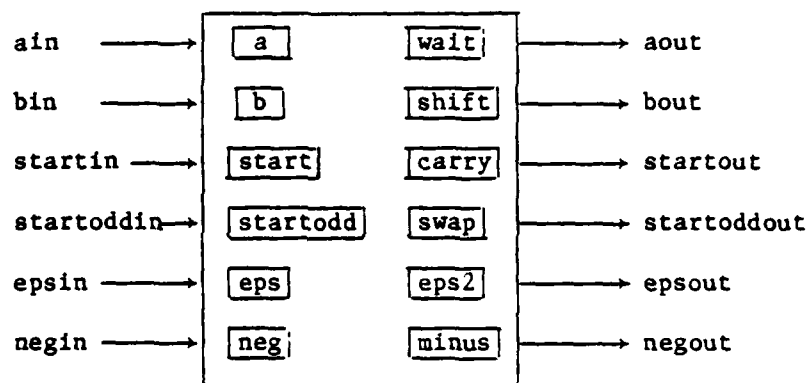 ain a wait aout
bin b shift bout
startin start carry startout
startoddin startodd swap startoddout
epsin eps eps2 epsout
negin neg minus negout